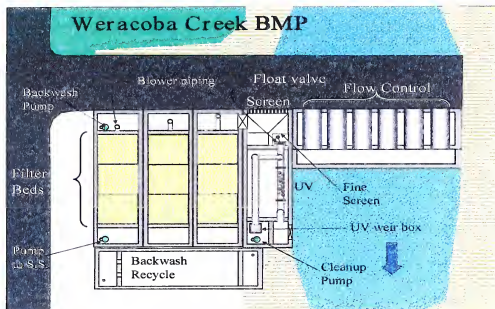 Weracoba Creek BMP
Blower piping
Float valve
Screen
Flow Control
Backwash
Pump
Filter
Beds
UV
Fine
Screen
UV weir box
Pump
to S.S.
Backwash
Recycle
Cleanup
Pump